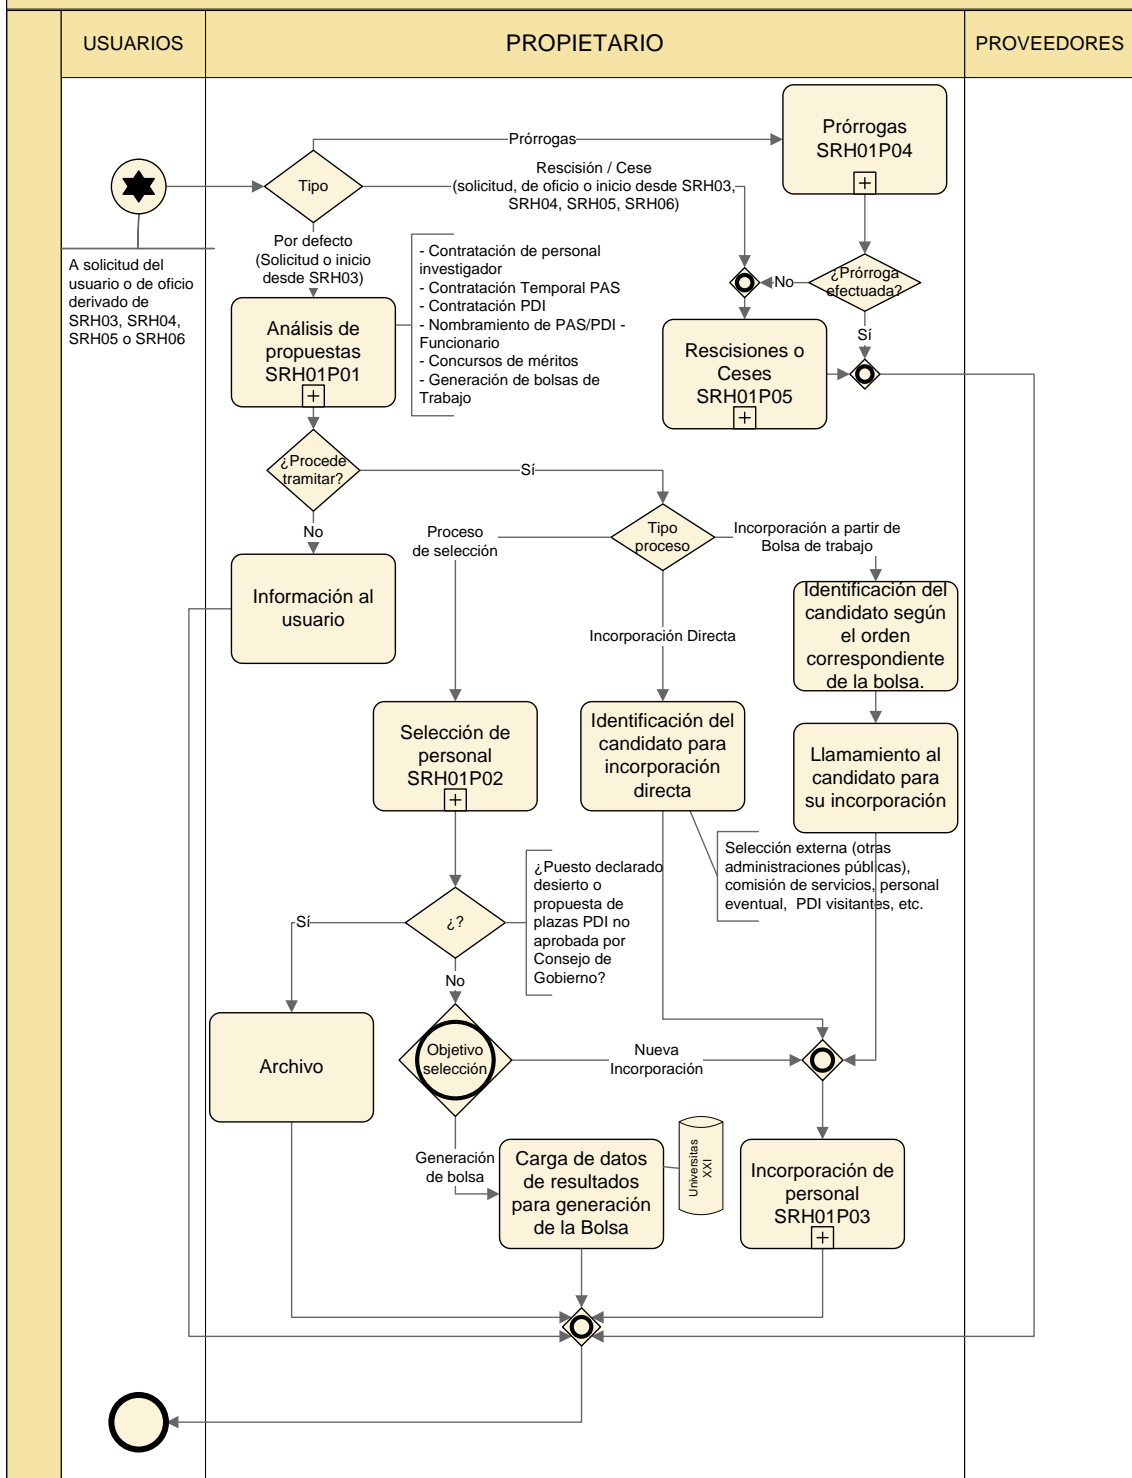 USUARIOS
PROPIETARIO
PROVEEDORES
Prórrogas
Prórrogas
SRH01P04
Tipo
Rescisión / Cese
(solicitud, de oficio o inicio desde SRH03,
SRH04, SRH05, SRH06)
A solicitud del
usuario o de oficio
derivado de
SRH03, SRH04,
SRH05 o SRH06
Por defecto
(Solicitud o inicio
desde SRH03)
- Contratación de personal
investigador
- Contratación Temporal PAS
- Contratación PDI
- Nombramiento de PAS/PDI -
Funcionario
- Concursos de méritos
- Generación de bolsas de
Trabajo
No
¿Prórroga
efectuada?
Sí
Análisis de
propuestas
SRH01P01
Rescisiones o
Ceses
SRH01P05
¿Procede
tramitar?
Sí
No
Información al
usuario
Proceso
de selección
Tipo
proceso
Incorporación a partir de
Bolsa de trabajo
Incorporación Directa
Identificación del
candidato según
el orden
correspondiente
de la bolsa.
Selección de
personal
SRH01P02
Identificación del
candidato para
incorporación
directa
Llamamiento al
candidato para
su incorporación
Selección externa (otras
administraciones públicas),
comisión de servicios, personal
eventual, PDI visitantes, etc.
Sí
¿?
¿Puesto declarado
desierto o
propuesta de
plazas PDI no
aprobada por
Consejo de
Gobierno?
No
Archivo
Objetivo
selección
Nueva
Incorporación
Generación
de bolsa
Carga de datos
de resultados
para generación
de la Bolsa
Universitas
XXI
Incorporación de
personal
SRH01P03